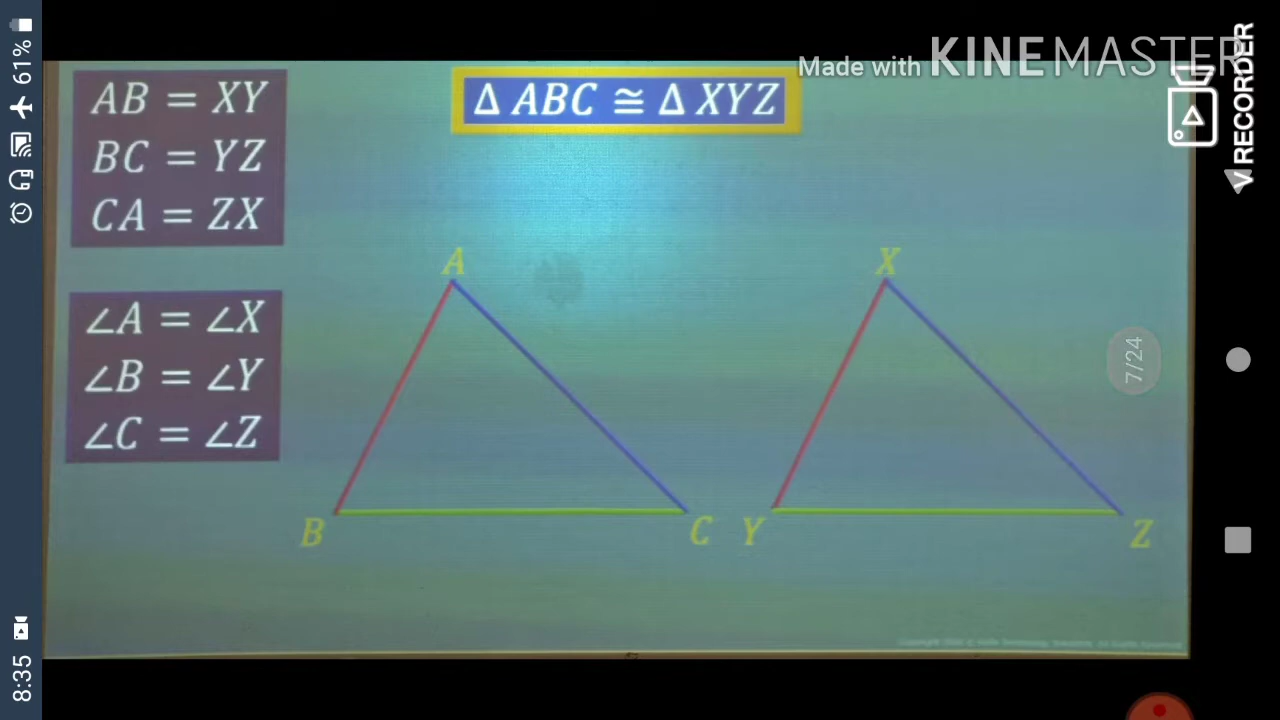 61%
8:35
Made with KINEMASTER
V RECORDER
AB = XY
BC = YZ
CA = ZX
Δ ABC ≅ Δ XYZ
∠A = ∠X
∠B = ∠Y
∠C = ∠Z
A
X
B
C
Y
Z
7/24